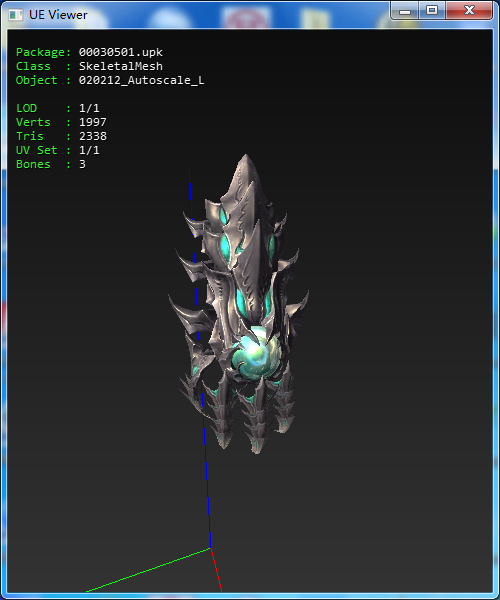 UE Viewer
Package: 00030501.upk
Class : SkeletalMesh
Object : 020212_Autoscale_L
LOD : 1/1
Verts : 1997
Tris : 2338
UV Set : 1/1
Bones : 3